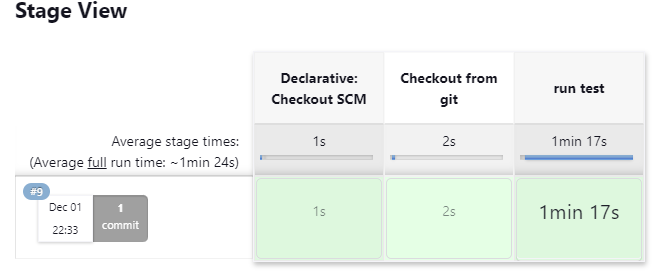 Stage View
Declarative:
Checkout SCM
Checkout from
git
run test
Average stage times:
(Average full run time: ~1min 24s)
1s
2s
1min 17s
#9
Dec 01
22:33
1
commit
1s
2s
1min 17s